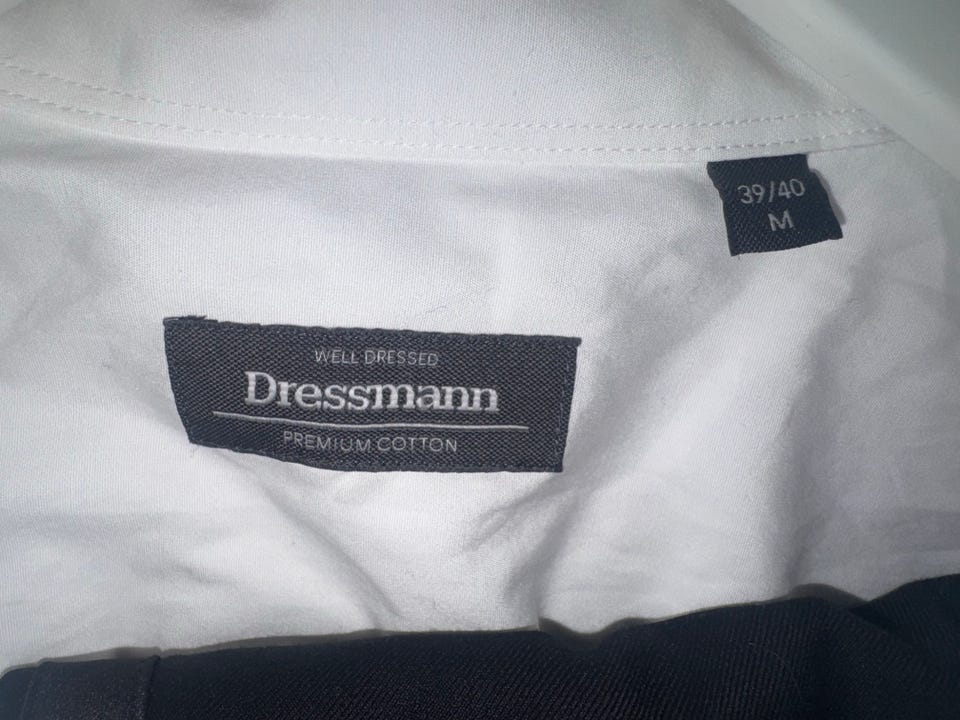 39/40
M
WELL DRESSED
Dressmann
PREMIUM COTTON